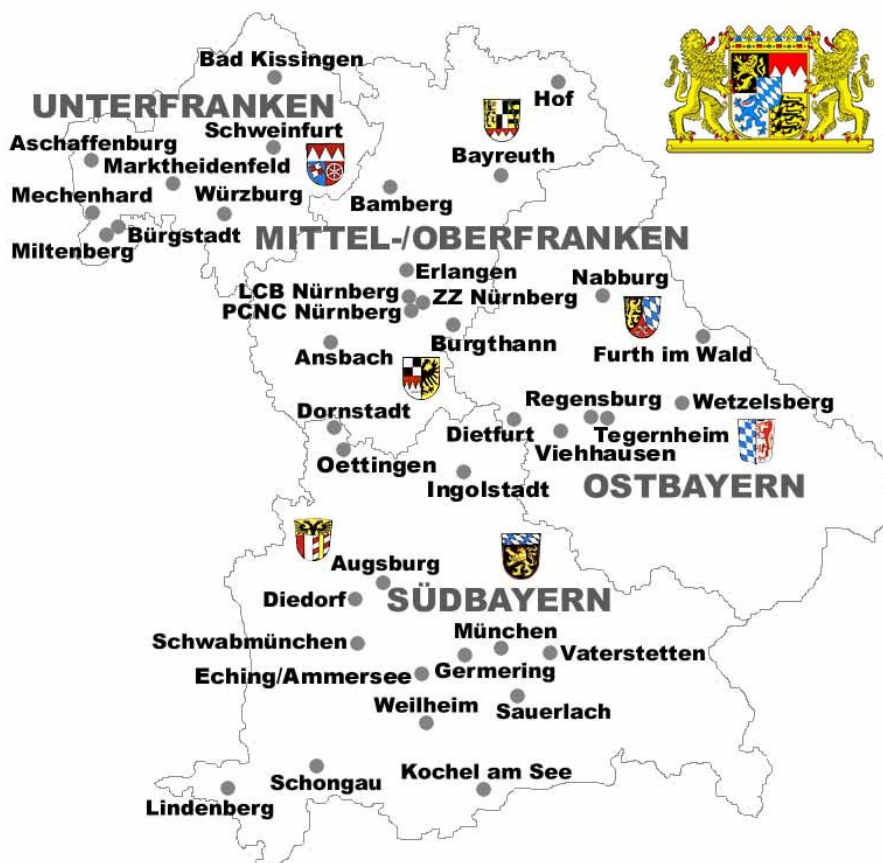 Bad Kissingen
Hof
UNTERFRANKEN
Schweinfurt
Aschaffenburg
Marktheidenfeld
Bayreuth
Mechenhard
Würzburg
Bamberg
Miltenberg
Bürgstadt
MITTEL-/OBERFRANKEN
Erlangen
Nabburg
LCB Nürnberg
ZZ Nürnberg
PCNC Nürnberg
Burgthann
Ansbach
Furth im Wald
Regensburg
Wetzelsberg
Dornstadt
Dietfurt
Tegernheim
Viehhausen
Oettingen
Ingolstadt
OSTBAYERN
Augsburg
Diedorf
SÜDBAYERN
München
Schwabmünchen
Vaterstetten
Eching/Ammersee
Germering
Weilheim
Sauerlach
Schongau
Kochel am See
Lindenberg